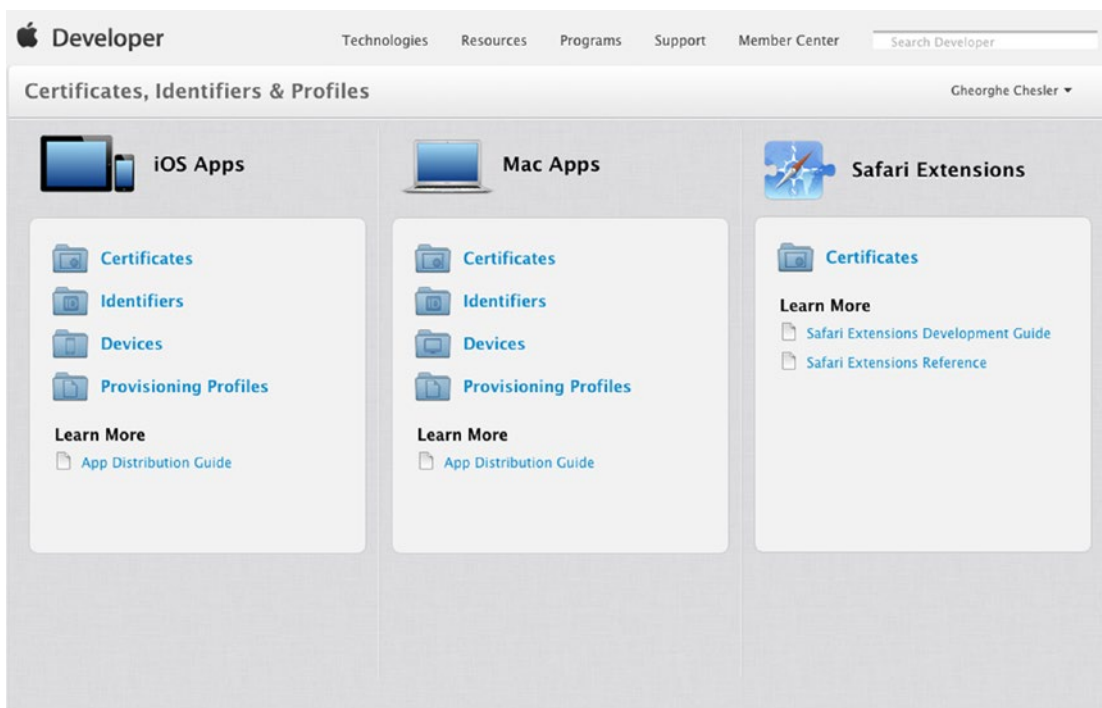 Developer
Technologies Resources Programs Support Member Center Search Developer
Certificates, Identifiers & Profiles Gheorghe Chesler
iOS Apps
Certificates
Identifiers
Devices
Provisioning Profiles
Learn More
App Distribution Guide
Mac Apps
Certificates
Identifiers
Devices
Provisioning Profiles
Learn More
App Distribution Guide
Safari Extensions
Certificates
Learn More
Safari Extensions Development Guide
Safari Extensions Reference